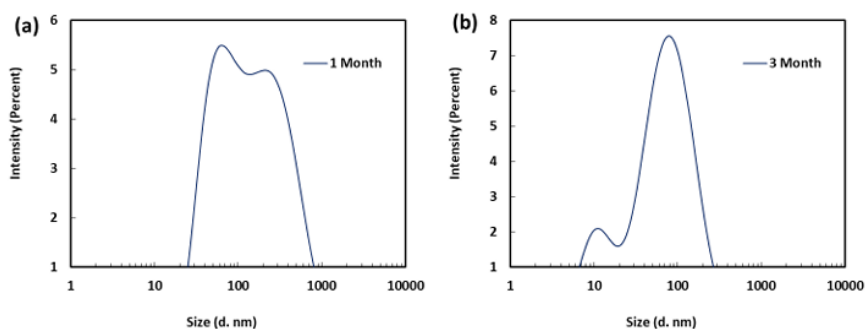 (a)
6
5
4
3
2
1
Intensity (Percent)
1 Month
1 10 100 1000 10000
Size (d. nm)
(b)
8
7
6
5
4
3
2
1
Intensity (Percent)
3 Month
1 10 100 1000 10000
Size (d. nm)